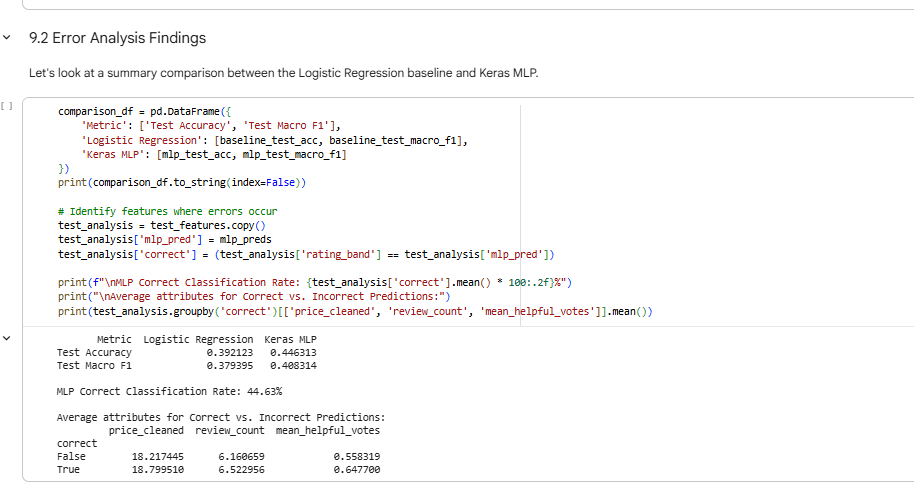 9.2 Error Analysis Findings
Let's look at a summary comparison between the Logistic Regression baseline and Keras MLP.
[ ]
comparison_df = pd.DataFrame({
    'Metric': ['Test Accuracy', 'Test Macro F1'],
    'Logistic Regression': [baseline_test_acc, baseline_test_macro_f1],
    'Keras MLP': [mlp_test_acc, mlp_test_macro_f1]
})
print(comparison_df.to_string(index=False))
# Identify features where errors occur
test_analysis = test_features.copy()
test_analysis['mlp_pred'] = mlp_preds
test_analysis['correct'] = (test_analysis['rating_band'] == test_analysis['mlp_pred'])
print(f"\nMLP Correct Classification Rate: {test_analysis['correct'].mean() * 100:.2f}%")
print("\nAverage attributes for Correct vs. Incorrect Predictions:")
print(test_analysis.groupby('correct')[['price_cleaned', 'review_count', 'mean_helpful_votes']].mean())
Metric Logistic Regression Keras MLP
Test Accuracy 0.392123 0.446313
Test Macro F1 0.379395 0.408314
MLP Correct Classification Rate: 44.63%
Average attributes for Correct vs. Incorrect Predictions:
price_cleaned review_count mean_helpful_votes
correct
False 18.217445 6.160659 0.558319
True 18.799510 6.522956 0.647700